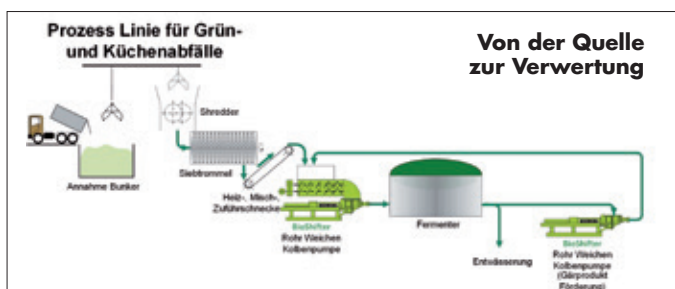 Prozess Linie für Grün-
und Küchenabfälle
Von der Quelle
zur Verwertung
Shredder
Siebtrommel
Annahme Bunker
Heiz-, Misch-,
Zuführschnecke
BioShifter
Rohr Weichen
Kolbenpumpe
Fermenter
Entwässerung
BioShifter
Rohr Weichen
Kolbenpumpe
(Gärprodukt
Förderung)